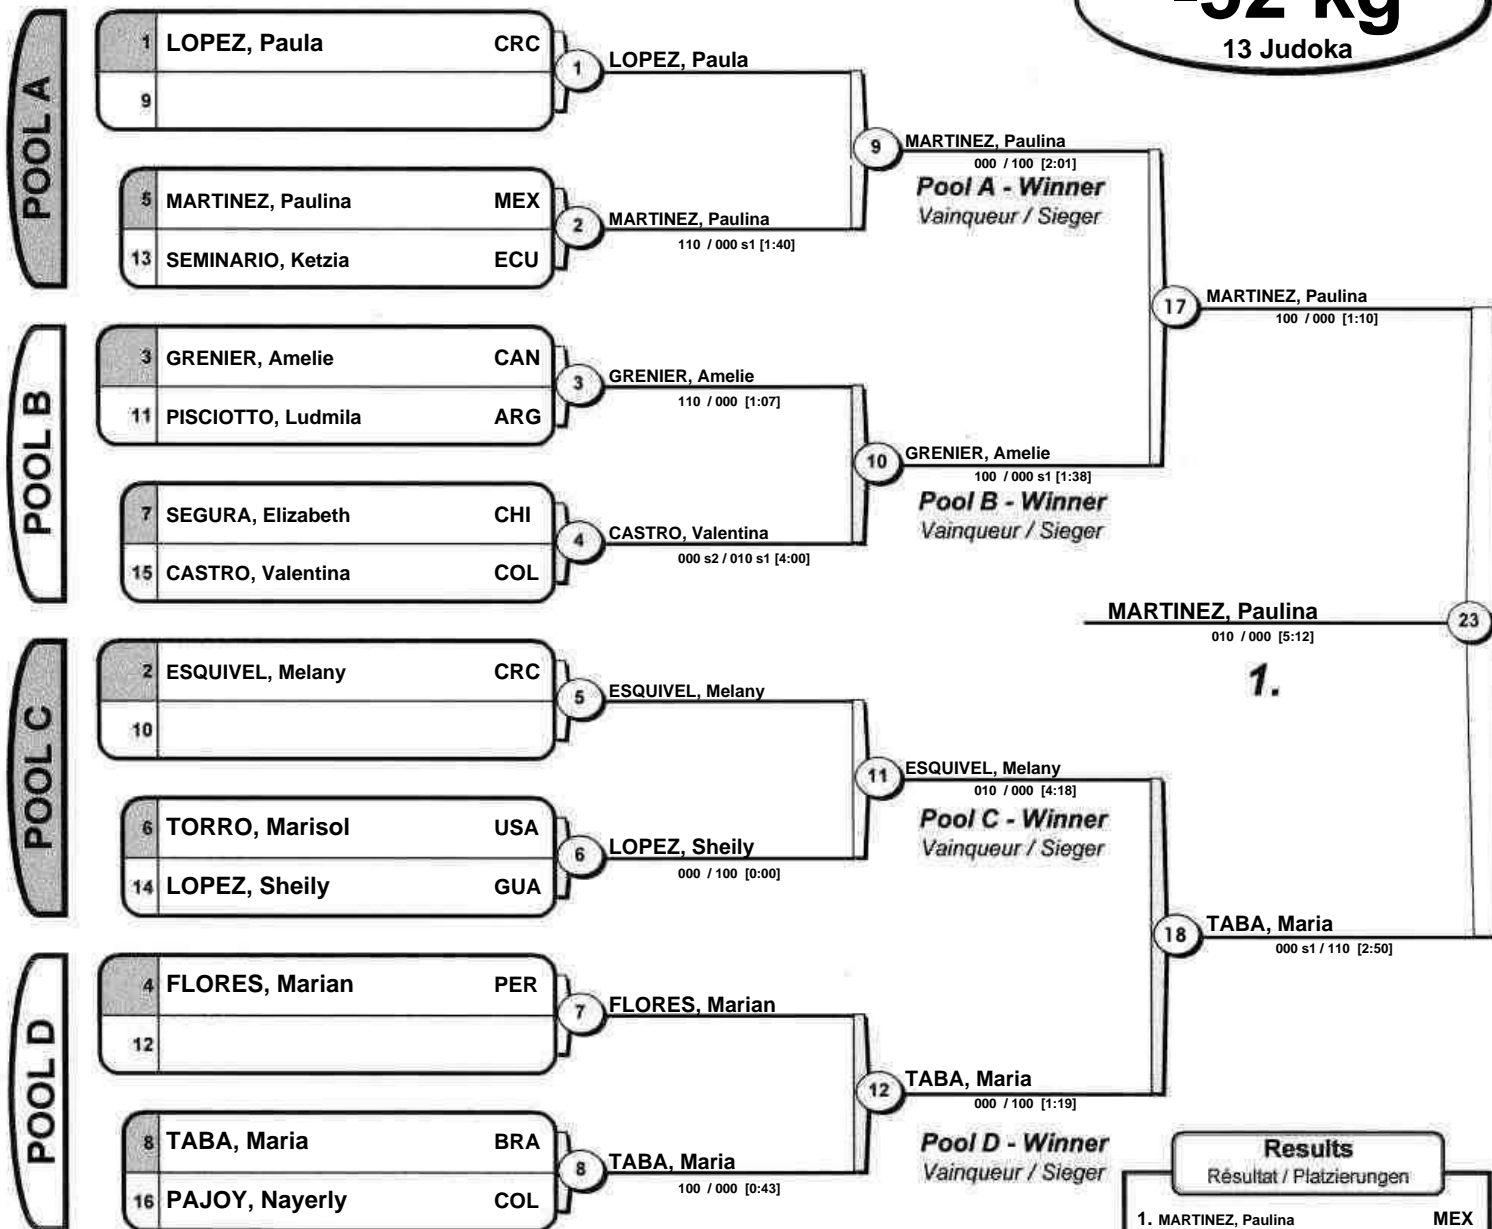 -52 kg
13 Judoka
POOL A
1 LOPEZ, Paula CRC
9
1 LOPEZ, Paula
5 MARTINEZ, Paulina MEX
13 SEMINARIO, Ketzia ECU
2 MARTINEZ, Paulina
110 / 000 s1 [1:40]
9 MARTINEZ, Paulina
000 / 100 [2:01]
Pool A - Winner
Vainqueur / Sieger
POOL B
3 GRENIER, Amelie CAN
11 PISCIOTTO, Ludmila ARG
3 GRENIER, Amelie
110 / 000 [1:07]
7 SEGURA, Elizabeth CHI
15 CASTRO, Valentina COL
4 CASTRO, Valentina
000 s2 / 010 s1 [4:00]
10 GRENIER, Amelie
100 / 000 s1 [1:38]
Pool B - Winner
Vainqueur / Sieger
17 MARTINEZ, Paulina
100 / 000 [1:10]
MARTINEZ, Paulina 23
010 / 000 [5:12]
1.
POOL C
2 ESQUIVEL, Melany CRC
10
5 ESQUIVEL, Melany
6 TORRO, Marisol USA
14 LOPEZ, Sheily GUA
6 LOPEZ, Sheily
000 / 100 [0:00]
11 ESQUIVEL, Melany
010 / 000 [4:18]
Pool C - Winner
Vainqueur / Sieger
POOL D
4 FLORES, Marian PER
12
7 FLORES, Marian
8 TABA, Maria BRA
16 PAJOY, Nayerly COL
8 TABA, Maria
100 / 000 [0:43]
12 TABA, Maria
000 / 100 [1:19]
Pool D - Winner
Vainqueur / Sieger
18 TABA, Maria
000 s1 / 110 [2:50]
Results
Résultat / Platzierungen
1. MARTINEZ, Paulina MEX